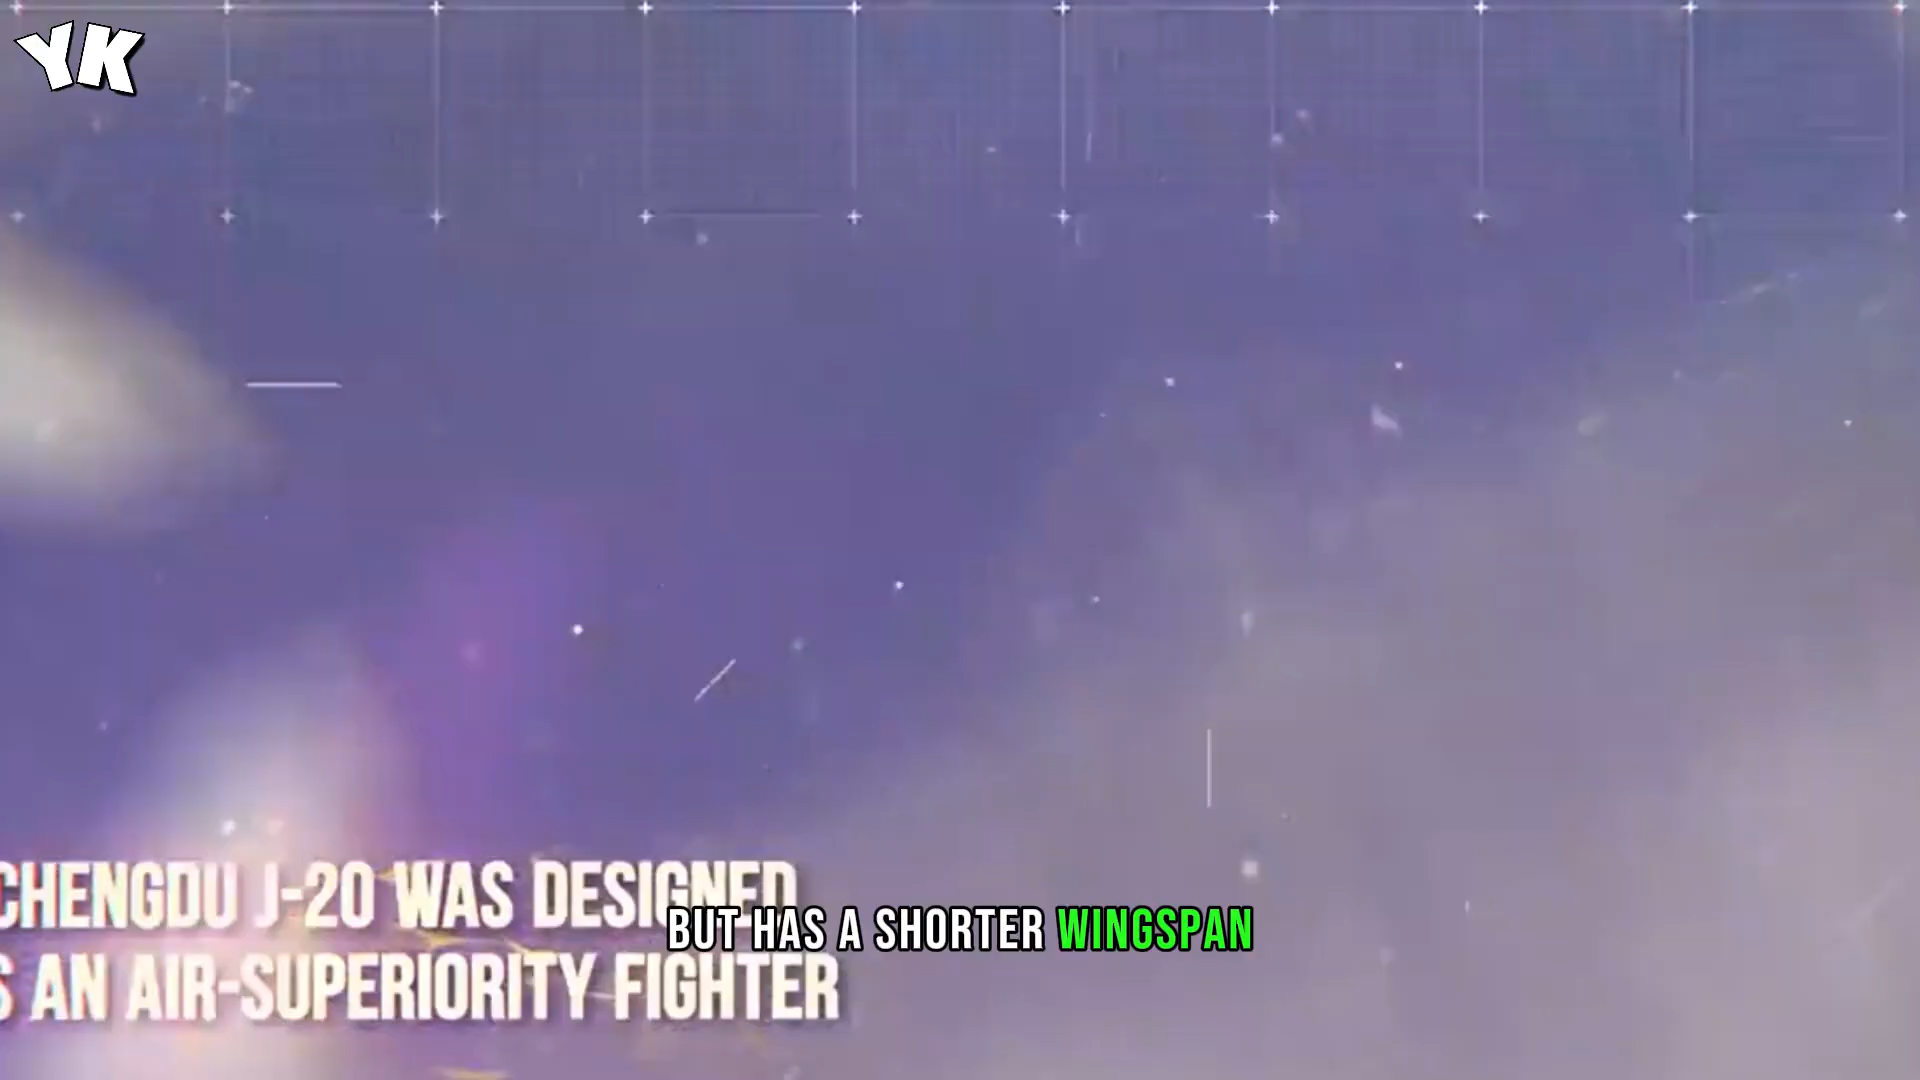 YK
CHENGDU J-20 WAS DESIGNED
S AN AIR-SUPERIORITY FIGHTER
BUT HAS A SHORTER WINGSPAN